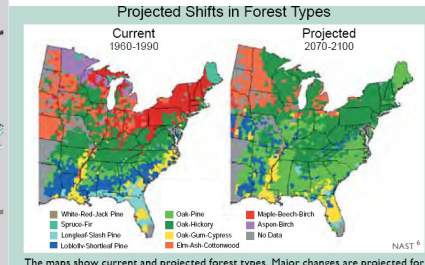 Projected Shifts in Forest Types
Current
1960-1990
Projected
2070-2100
White-Red-Jack Pine
Spruce-Fir
Longleaf-Slash Pine
Loblolly-Shortleaf Pine
Oak-Pine
Oak-Hickory
Oak-Gum-Cypress
Elm-Ash-Cottonwood
Maple-Beech-Birch
Aspen-Birch
No Data
NAST 6
The maps show current and projected forest types. Major changes are projected for